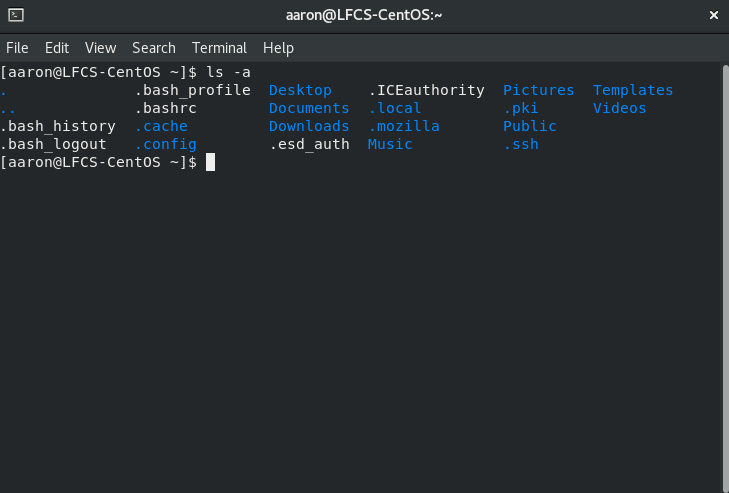 aaron@LFCS-CentOS:~
File Edit View Search Terminal Help
[aaron@LFCS-CentOS ~]$ ls -a
. .bash_profile Desktop .ICEauthority Pictures Templates
.. .bashrc Documents .local .pki Videos
.bash_history .cache Downloads .mozilla Public
.bash_logout .config .esd_auth Music .ssh
[aaron@LFCS-CentOS ~]$